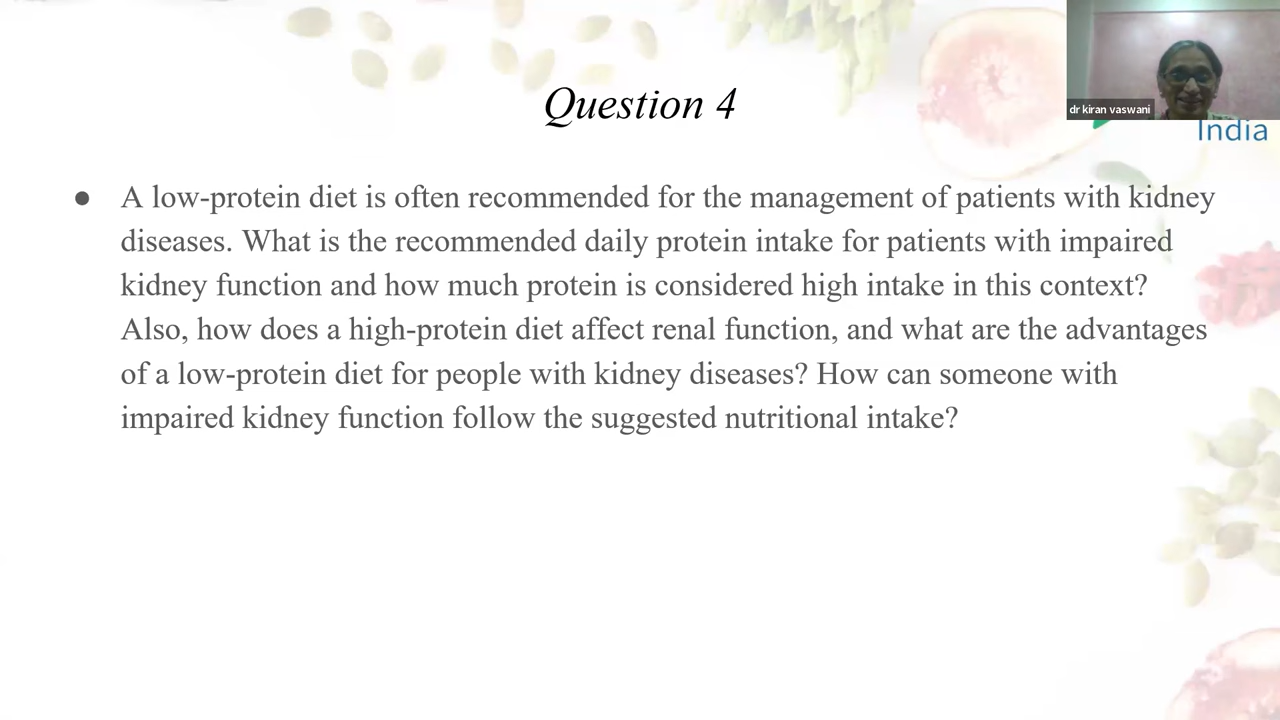 dr kiran vaswani
India
Question 4
● A low-protein diet is often recommended for the management of patients with kidney
diseases. What is the recommended daily protein intake for patients with impaired
kidney function and how much protein is considered high intake in this context?
Also, how does a high-protein diet affect renal function, and what are the advantages
of a low-protein diet for people with kidney diseases? How can someone with
impaired kidney function follow the suggested nutritional intake?